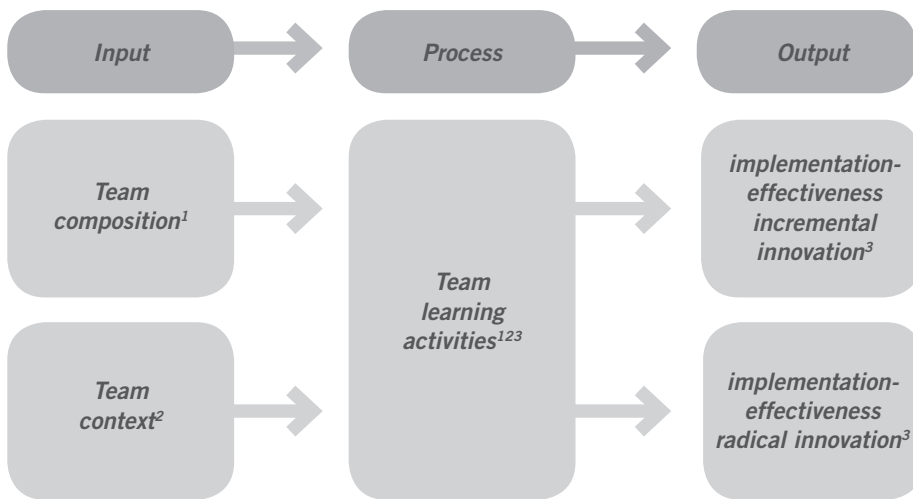 Input
Process
Output
Team
composition¹
Team
context²
Team
learning
activities¹²³
implementation-
effectiveness
incremental
innovation³
implementation-
effectiveness
radical innovation³